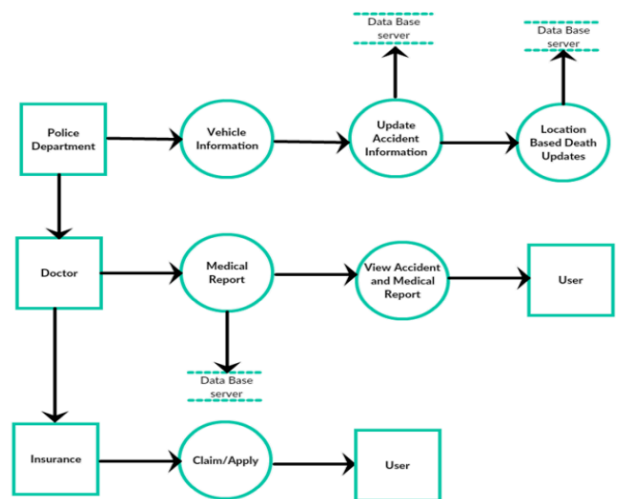 Data Base
server
Data Base
server
Police
Department
Vehicle
Information
Update
Accident
Information
Location
Based Death
Updates
Doctor
Medical
Report
View Accident
and Medical
Report
User
Data Base
server
Insurance
Claim/Apply
User